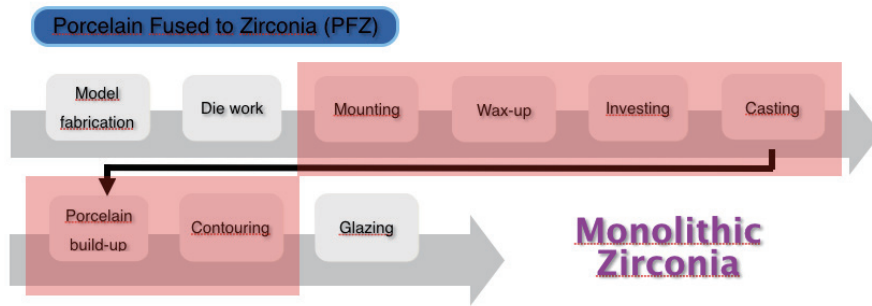 Porcelain Fused to Zirconia (PFZ)
Model
fabrication
Die work
Mounting
Wax-up
Investing
Casting
Porcelain
build-up
Contouring
Glazing
Monolithic
Zirconia